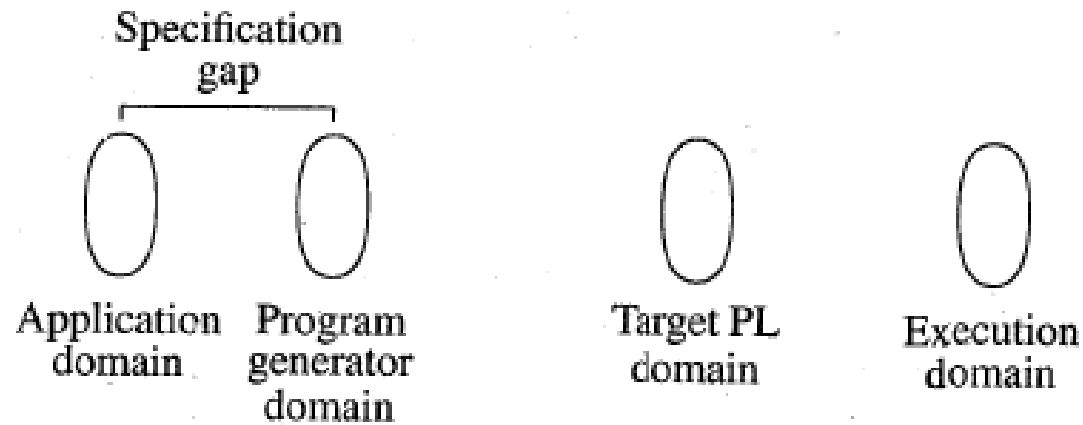 Specification
gap
Application
domain
Program
generator
domain
Target PL
domain
Execution
domain